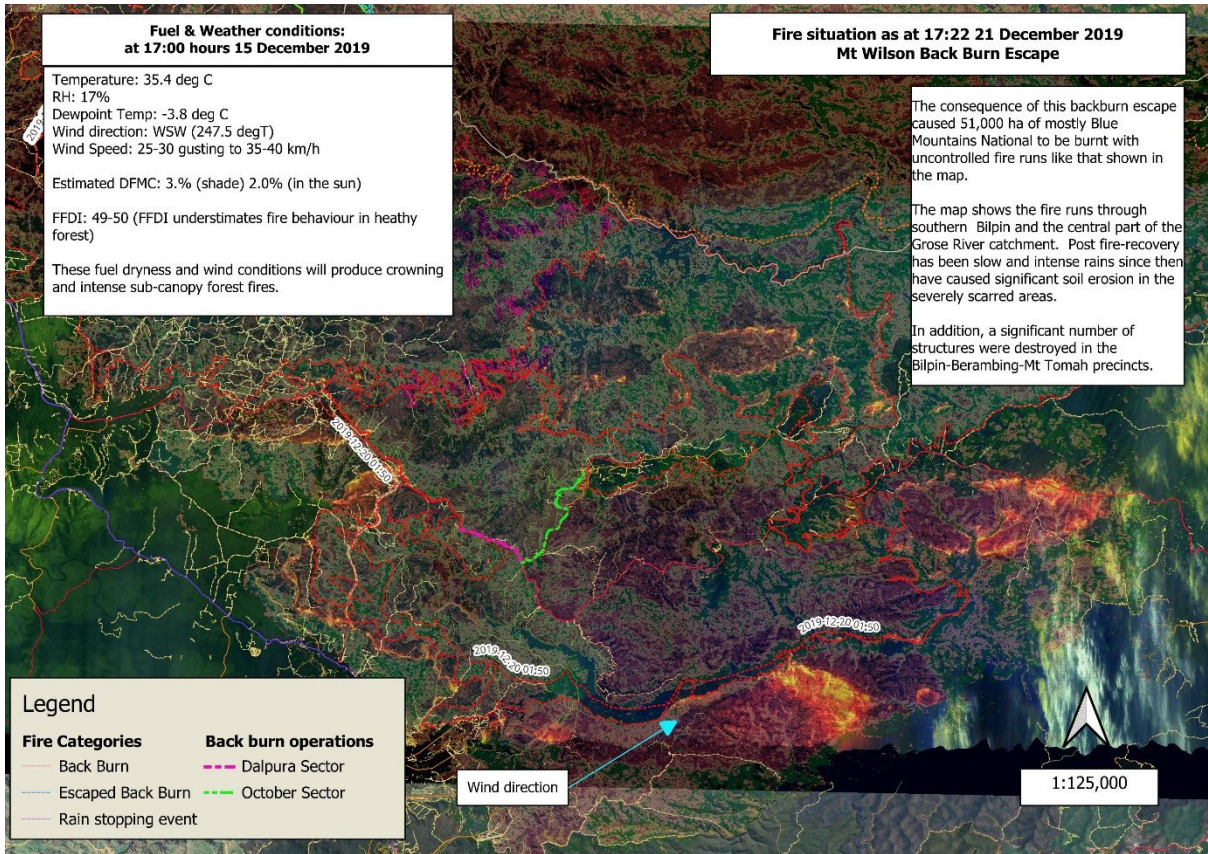 Fuel & Weather conditions:
at 17:00 hours 15 December 2019
Temperature: 35.4 deg C
RH: 17%
Dewpoint Temp: -3.8 deg C
Wind direction: WSW (247.5 degT)
Wind Speed: 25-30 gusting to 35-40 km/h
Estimated DFMC: 3.% (shade) 2.0% (in the sun)
FFDI: 49-50 (FFDI understimates fire behaviour in heathy
forest)
These fuel dryness and wind conditions will produce crowning
and intense sub-canopy forest fires.
Fire situation as at 17:22 21 December 2019
Mt Wilson Back Burn Escape
The consequence of this backburn escape
caused 51,000 ha of mostly Blue
Mountains National to be burnt with
uncontrolled fire runs like that shown in
the map.
The map shows the fire runs through
southern Bilpin and the central part of the
Grose River catchment. Post fire-recovery
has been slow and intense rains since then
have caused significant soil erosion in the
severely scarred areas.
In addition, a significant number of
structures were destroyed in the
Bilpin-Berambing-Mt Tomah precincts.
2019-12-20 01:50
2019-12-20 01:50
2019-12-20 01:50
Wind direction
1:125,000
Legend
Fire Categories
Back Burn
Escaped Back Burn
Rain stopping event
Back burn operations
Dalpura Sector
October Sector